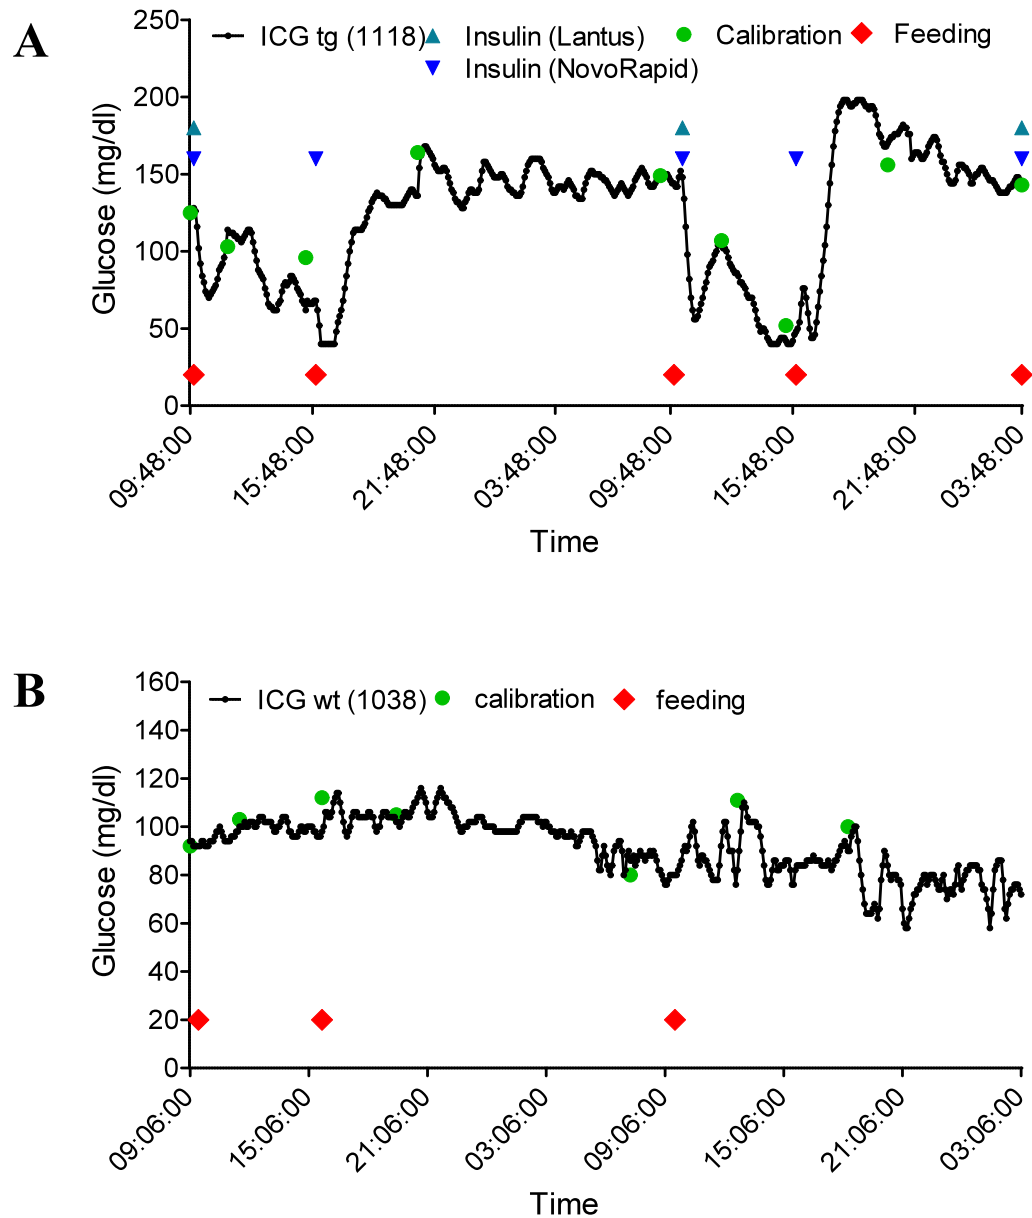 A
250
200
150
100
50
0
Glucose (mg/dl)
ICG tg (1118) Insulin (Lantus) Calibration Feeding
Insulin (NovoRapid)
09:48:00 15:48:00 21:48:00 03:48:00 09:48:00 15:48:00 21:48:00 03:48:00
Time
B
160
140
120
100
80
60
40
20
0
Glucose (mg/dl)
ICG wt (1038) calibration feeding
09:06:00 15:06:00 21:06:00 03:06:00 09:06:00 15:06:00 21:06:00 03:06:00
Time